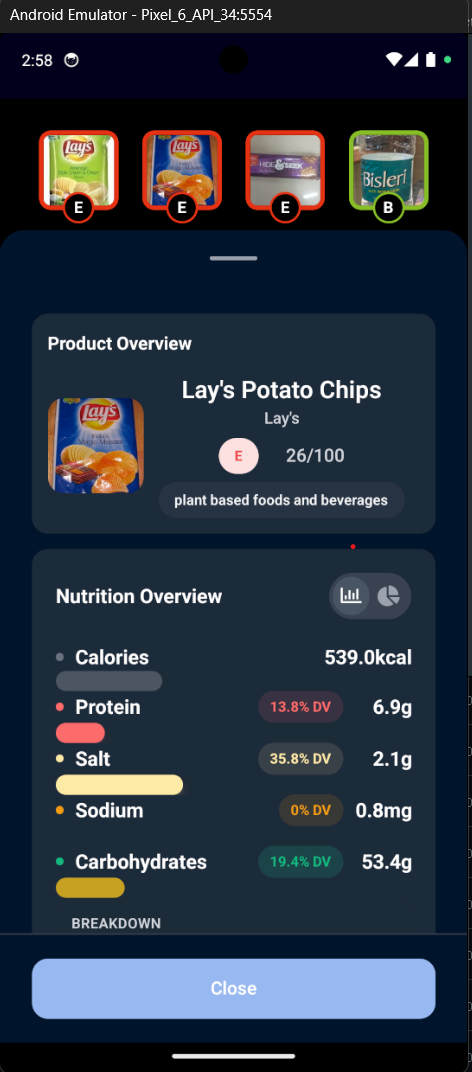 Android Emulator - Pixel_6_API_34:5554
2:58
Lay's
Lay's
HIDE&SEEK
Bisleri
E
E
E
B
Product Overview
Lay's Potato Chips
Lay's
Lay's
E
26/100
plant based foods and beverages
Nutrition Overview
Calories
539.0kcal
Protein
13.8% DV
6.9g
Salt
35.8% DV
2.1g
Sodium
0% DV
0.8mg
Carbohydrates
19.4% DV
53.4g
BREAKDOWN
Close